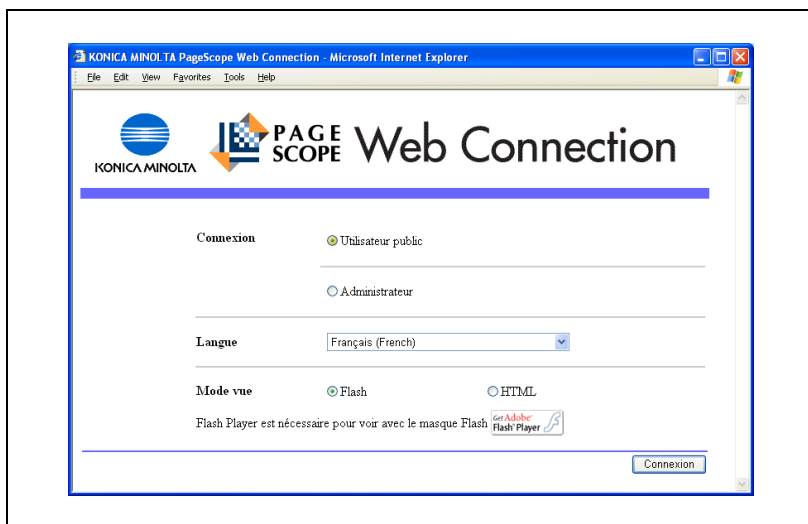 KONICA MINOLTA PageScope Web Connection - Microsoft Internet Explorer
File Edit View Favorites Tools Help
KONICA MINOLTA
PAGE SCOPE Web Connection
Connexion
Utilisateur public
Administrateur
Langue
Français (French)
Mode vue
Flash
HTML
Flash Player est nécessaire pour voir avec le masque Flash
Get Adobe®
Flash® Player
Connexion